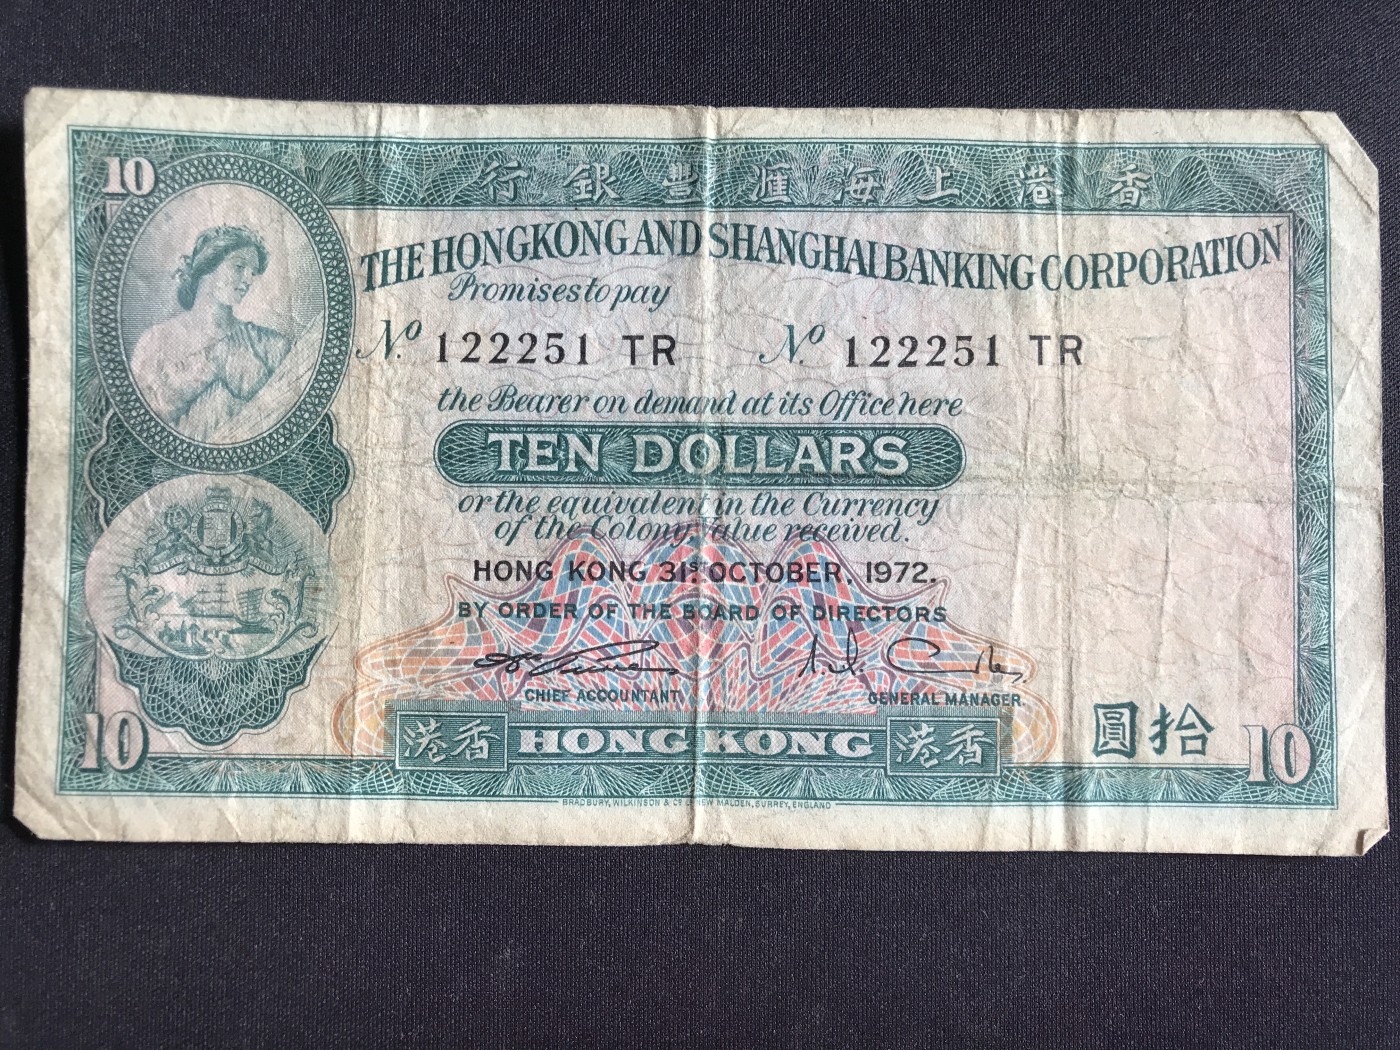 香港上海滙豐銀行
10
THE HONGKONG AND SHANGHAI BANKING CORPORATION
Promises to pay
No. 122251 TR No. 122251 TR
the Bearer on demand at its Office here
TEN DOLLARS
or the equivalent in the Currency
of the Colony, Value received.
HONG KONG 31ST OCTOBER, 1972.
BY ORDER OF THE BOARD OF DIRECTORS
CHIEF ACCOUNTANT GENERAL MANAGER.
10 香港 HONG KONG 香港 拾圓 10
BRADBURY, WILKINSON & Co. Ld. NEW MALDEN, SURREY, ENGLAND